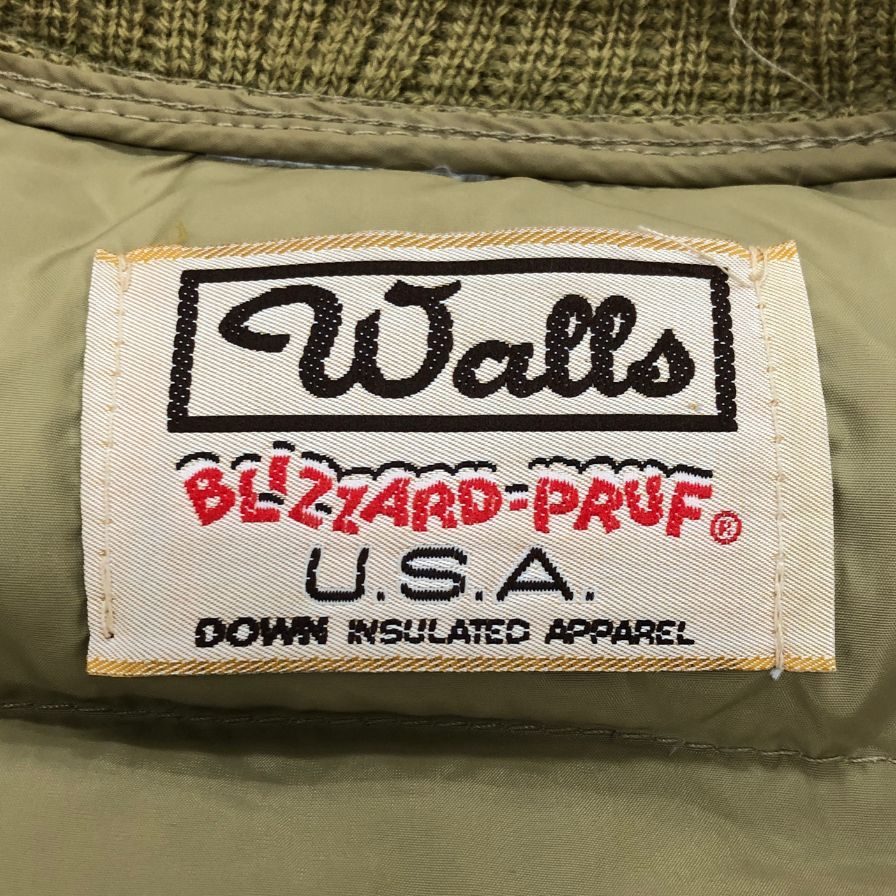 Walls
BLIZZARD-PRUF®
U.S.A.
DOWN INSULATED APPAREL